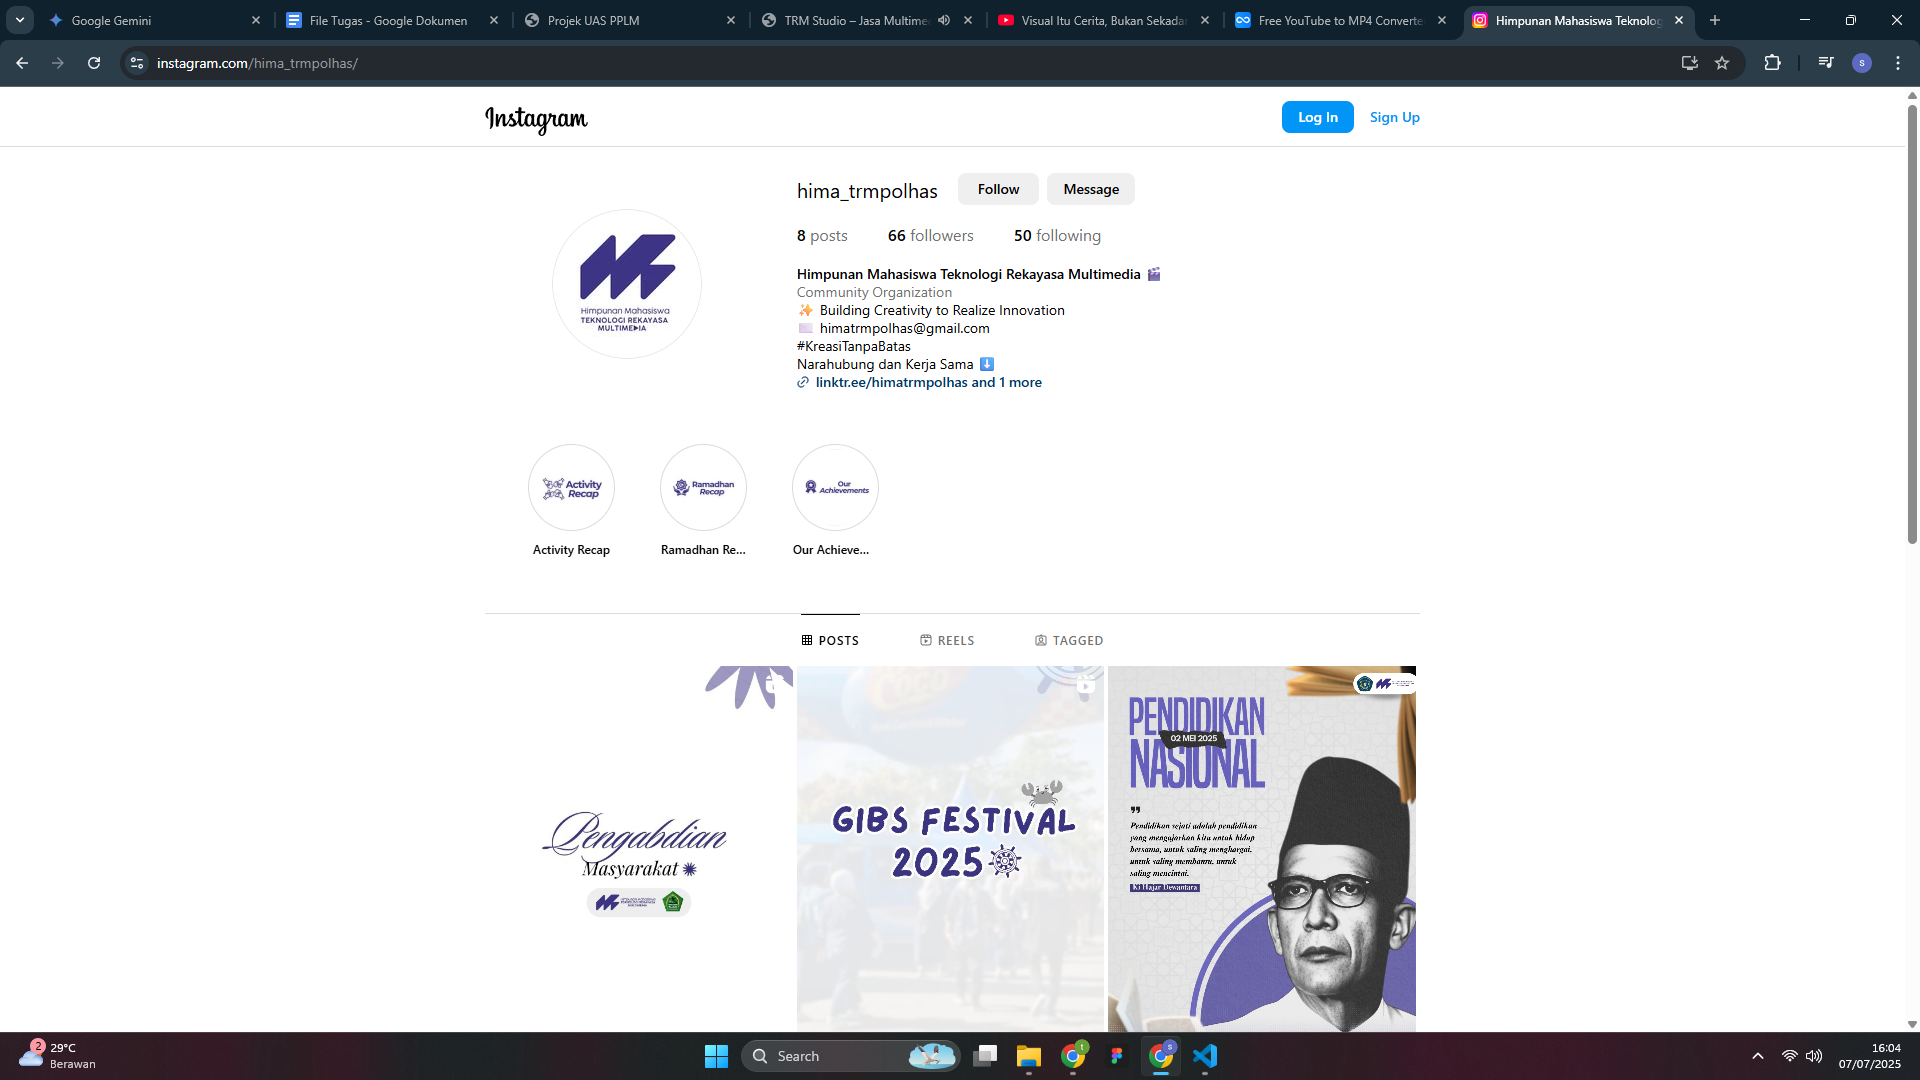 Google Gemini
File Tugas - Google Dokumen
Projek UAS PPLM
TRM Studio – Jasa Multimed
Visual Itu Cerita, Bukan Sekada
Free YouTube to MP4 Converte
Himpunan Mahasiswa Teknolog
instagram.com/hima_trmpolhas/
S
Instagram
Log In
Sign Up
hima_trmpolhas
Follow
Message
8 posts
66 followers
50 following
Himpunan Mahasiswa Teknologi Rekayasa Multimedia
Community Organization
Building Creativity to Realize Innovation
himatrmpolhas@gmail.com
#KreasiTanpaBatas
Narahubung dan Kerja Sama
linktr.ee/himatrmpolhas and 1 more
Himpunan Mahasiswa
TEKNOLOGI REKAYASA
MULTIMEDIA
Activity
Recap
Ramadhan
Recap
Our
Achievements
Activity Recap
Ramadhan Re...
Our Achieve...
POSTS
REELS
TAGGED
Pengabdian
Masyarakat
GIBS FESTIVAL
2025
PENDIDIKAN
02 MEI 2025
NASIONAL
"
Pendidikan sejati adalah pendidikan
yang mengajarkan kita untuk hidup
bersama, untuk saling menghargai,
untuk saling membantu, untuk
saling mencintai.
Ki Hajar Dewantara
2
29°C
Berawan
Search
t
S
16:04
07/07/2025